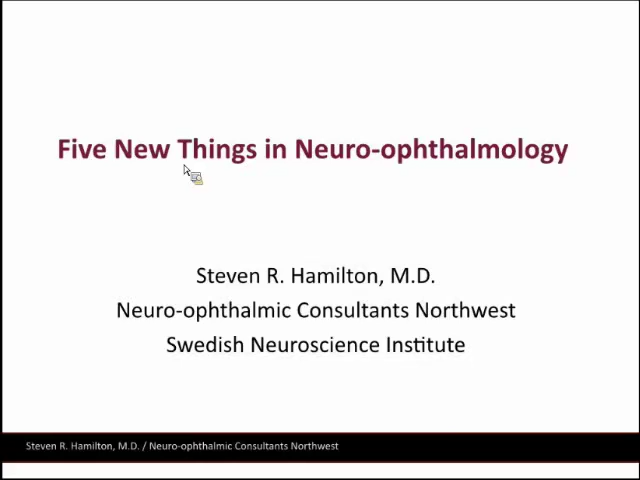 Five New Things in Neuro-ophthalmology
Steven R. Hamilton, M.D.
Neuro-ophthalmic Consultants Northwest
Swedish Neuroscience Institute
Steven R. Hamilton, M.D. / Neuro-ophthalmic Consultants Northwest